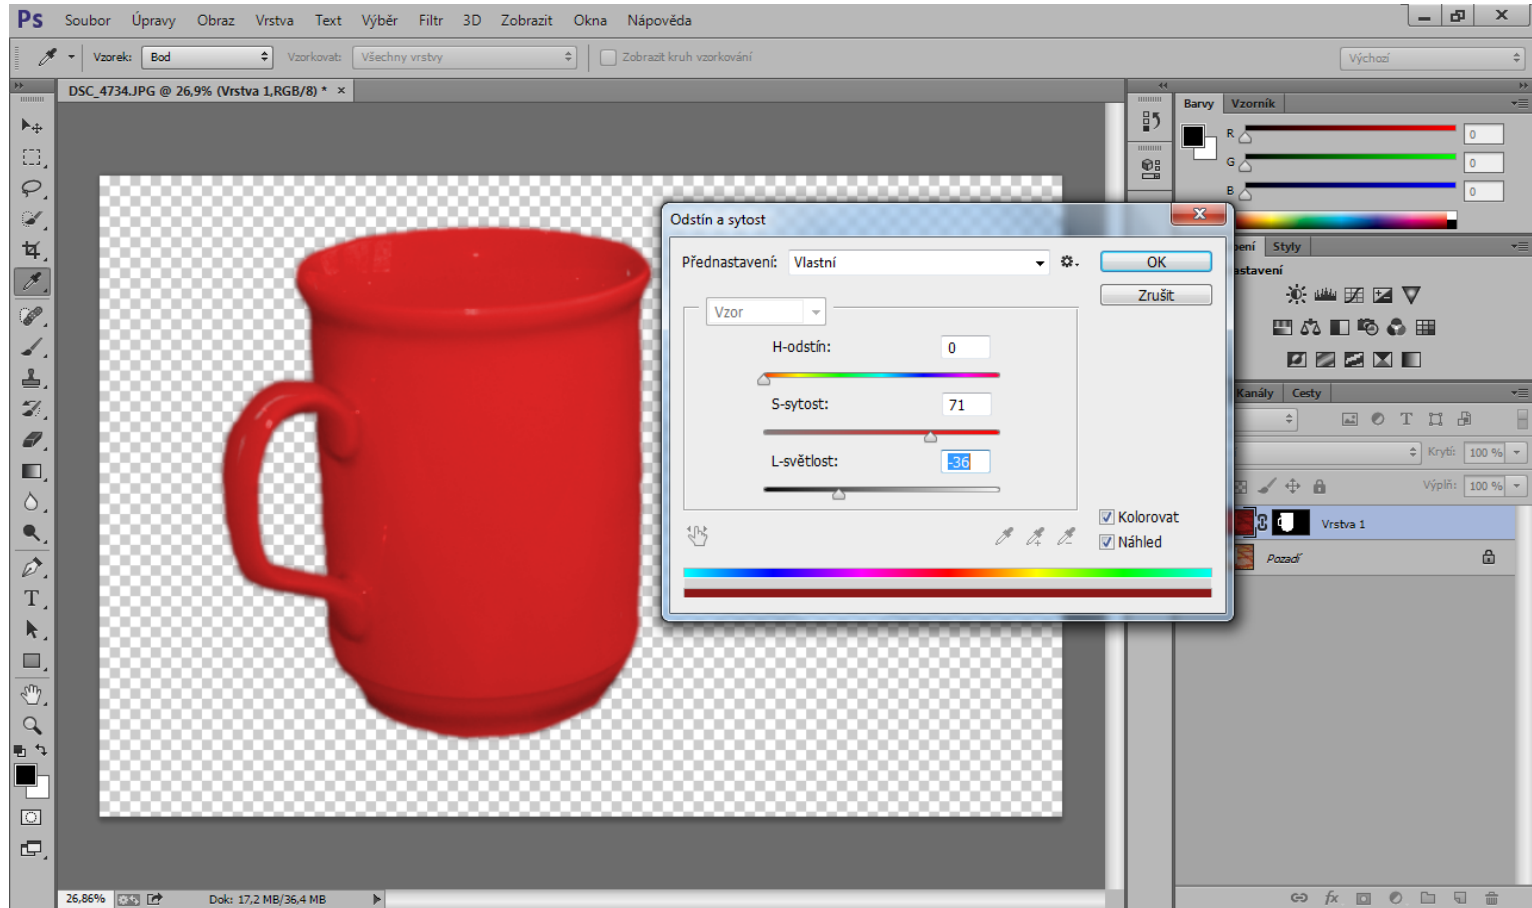 Ps Soubor Úpravy Obraz Vrstva Text Výběr Filtr 3D Zobrazit Okna Nápověda
Vzorek: Bod Vzorkovat: Všechny vrstvy Zobrazit kruh vzorkování Výchozí
DSC_4734.JPG @ 26,9% (Vrstva 1,RGB/8) * ×
Barvy Vzorník
R 0
G 0
B 0
Odstín a sytost
Přednastavení: Vlastní
OK
Zrušit
Vzor
H-odstín: 0
S-sytost: 71
L-světlost: -36
Kolorovat
Náhled
Styly
Kanály Cesty
Krytí: 100 %
Výplň: 100 %
Vrstva 1
Pozadí
26,86% Dok: 17,2 MB/36,4 MB